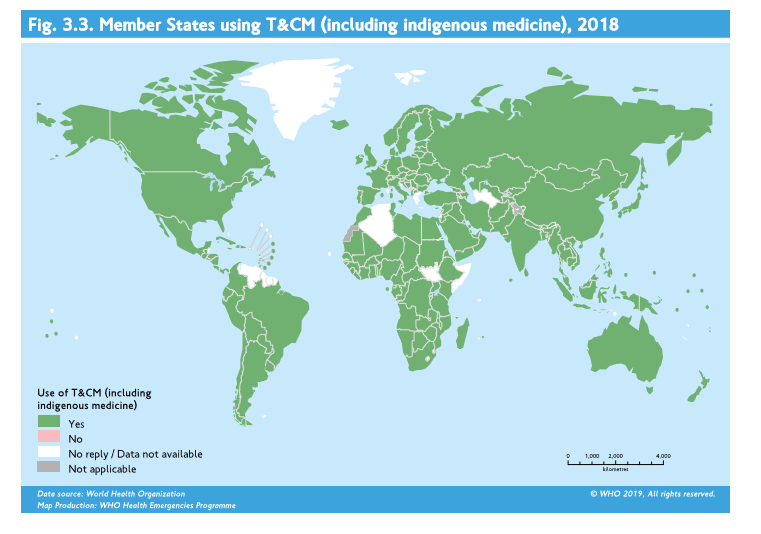 Fig. 3.3. Member States using T&CM (including indigenous medicine), 2018
Use of T&CM (including
indigenous medicine)
Yes
No
No reply / Data not available
Not applicable
0 1,000 2,000 4,000
kilometres
Data source: World Health Organization
© WHO 2019, All rights reserved.
Map Production: WHO Health Emergencies Programme